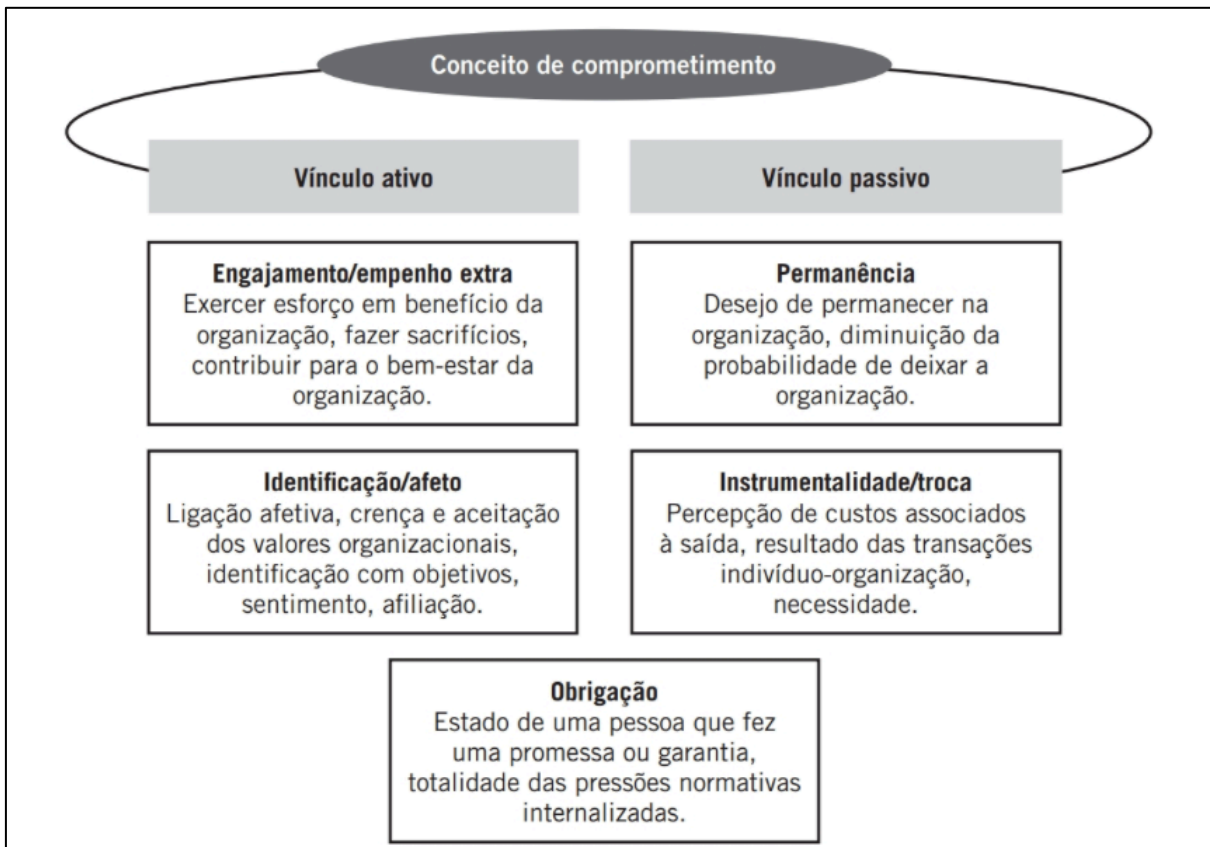 Conceito de comprometimento
Vínculo ativo
Vínculo passivo
Engajamento/empenho extra
Exercer esforço em benefício da
organização, fazer sacrifícios,
contribuir para o bem-estar da
organização.
Permanência
Desejo de permanecer na
organização, diminuição da
probabilidade de deixar a
organização.
Identificação/afeto
Ligação afetiva, crença e aceitação
dos valores organizacionais,
identificação com objetivos,
sentimento, afiliação.
Instrumentalidade/troca
Percepção de custos associados
à saída, resultado das transações
indivíduo-organização,
necessidade.
Obrigação
Estado de uma pessoa que fez
uma promessa ou garantia,
totalidade das pressões normativas
internalizadas.